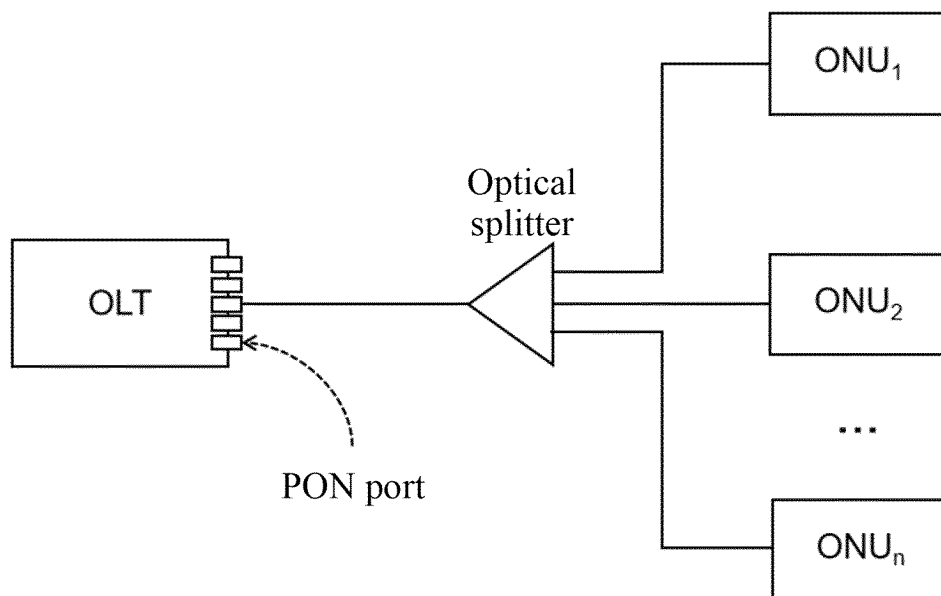 ONU₁
Optical
splitter
OLT
ONU₂
...
PON port
ONUₙ